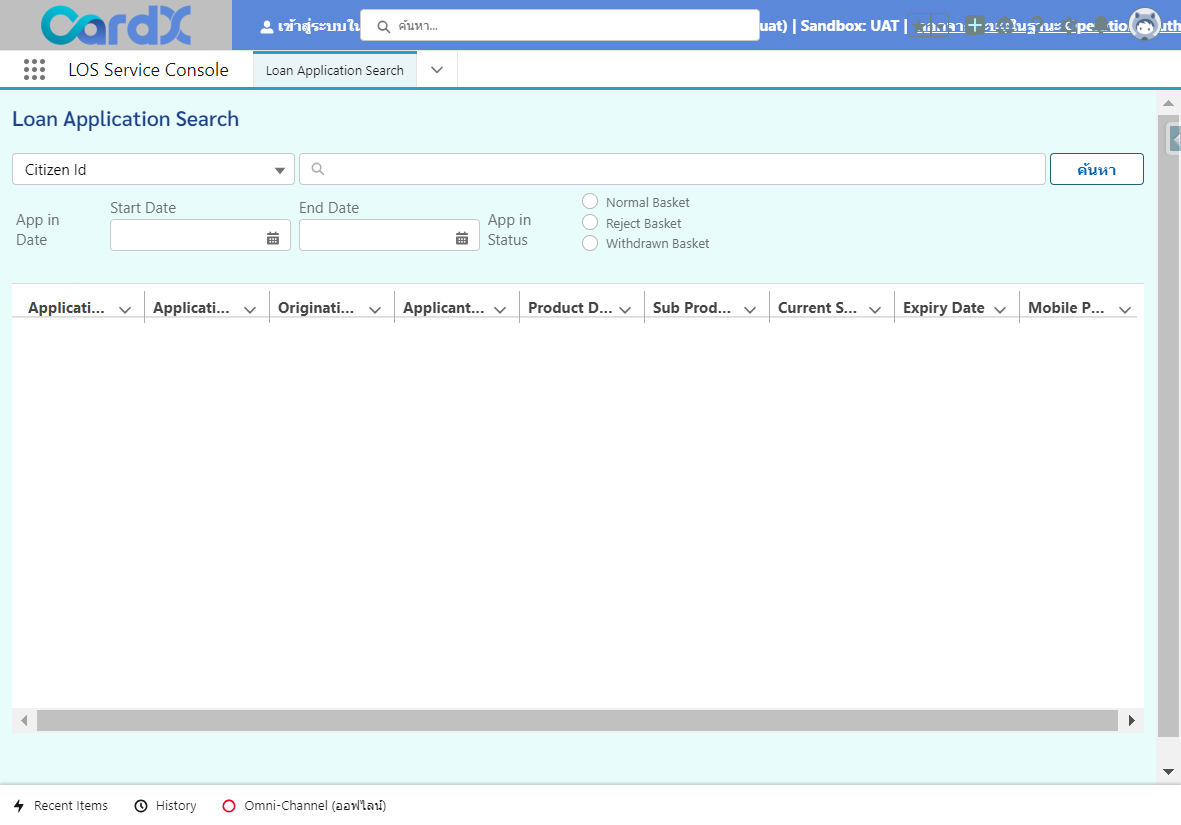 CardX
เข้าสู่ระบบใน
ค้นหา...
uat) | Sandbox: UAT |
LOS Service Console
Loan Application Search
Loan Application Search
Citizen Id
ค้นหา
App in Date
Start Date
End Date
App in Status
Normal Basket
Reject Basket
Withdrawn Basket
Applicati... Applicati... Originati... Applicant... Product D... Sub Prod... Current S... Expiry Date Mobile P...
Recent Items History Omni-Channel (ออฟไลน์)